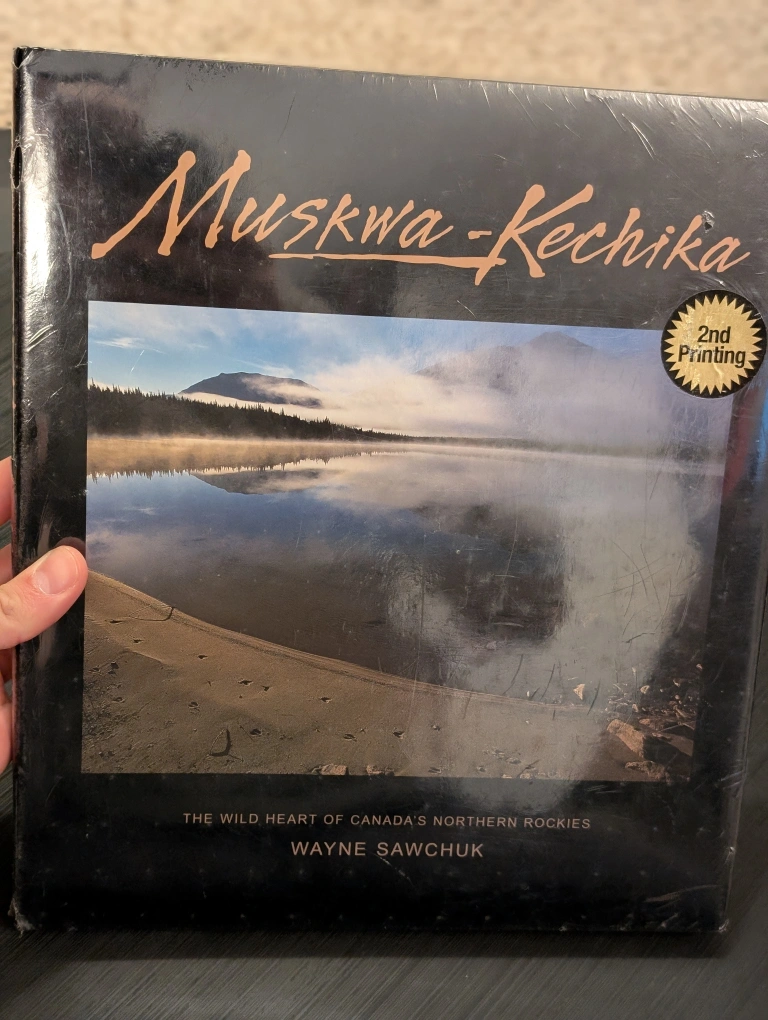 Muskwa-Kechika
2nd
Printing
THE WILD HEART OF CANADA'S NORTHERN ROCKIES
WAYNE SAWCHUK